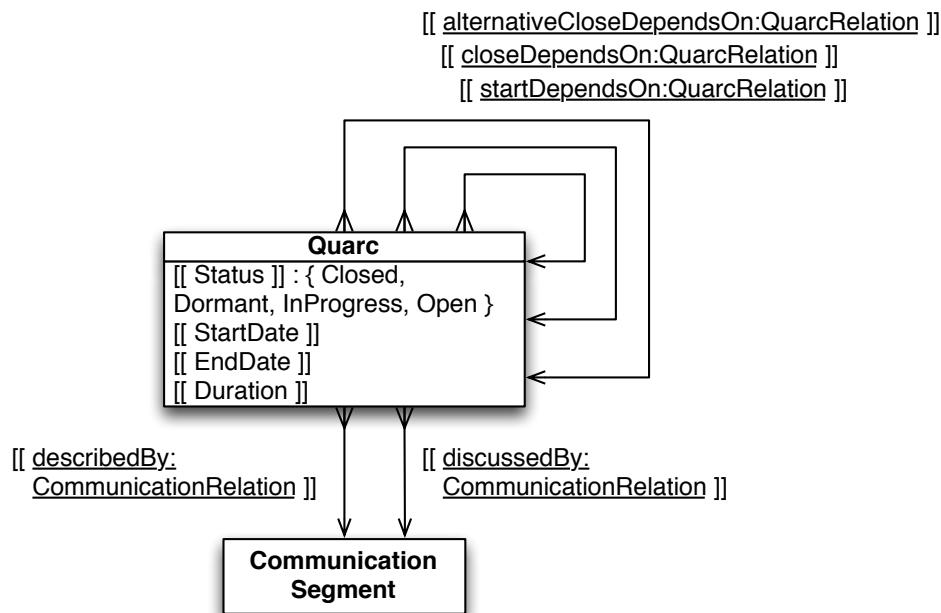 [[ alternativeCloseDependsOn:QuarcRelation ]]
[[ closeDependsOn:QuarcRelation ]]
[[ startDependsOn:QuarcRelation ]]
Quarc
[[ Status ]] : { Closed,
Dormant, InProgress, Open }
[[ StartDate ]]
[[ EndDate ]]
[[ Duration ]]
[[ describedBy:
CommunicationRelation ]]
[[ discussedBy:
CommunicationRelation ]]
Communication
Segment